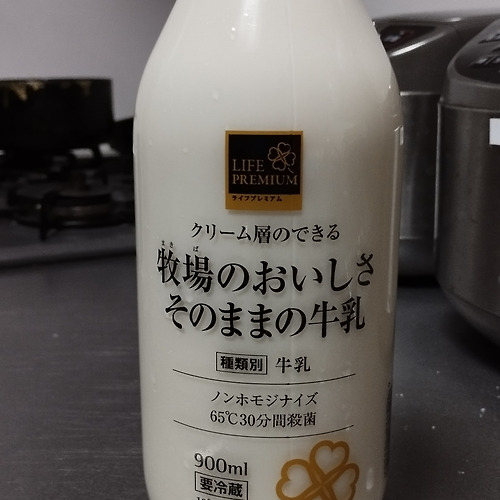 LIFE
PREMIUM
ライフプレミアム
クリーム層のできる
まきば
牧場のおいしさ
そのままの牛乳
種類別 牛乳
ノンホモジナイズ
65℃30分間殺菌
900ml
要冷蔵